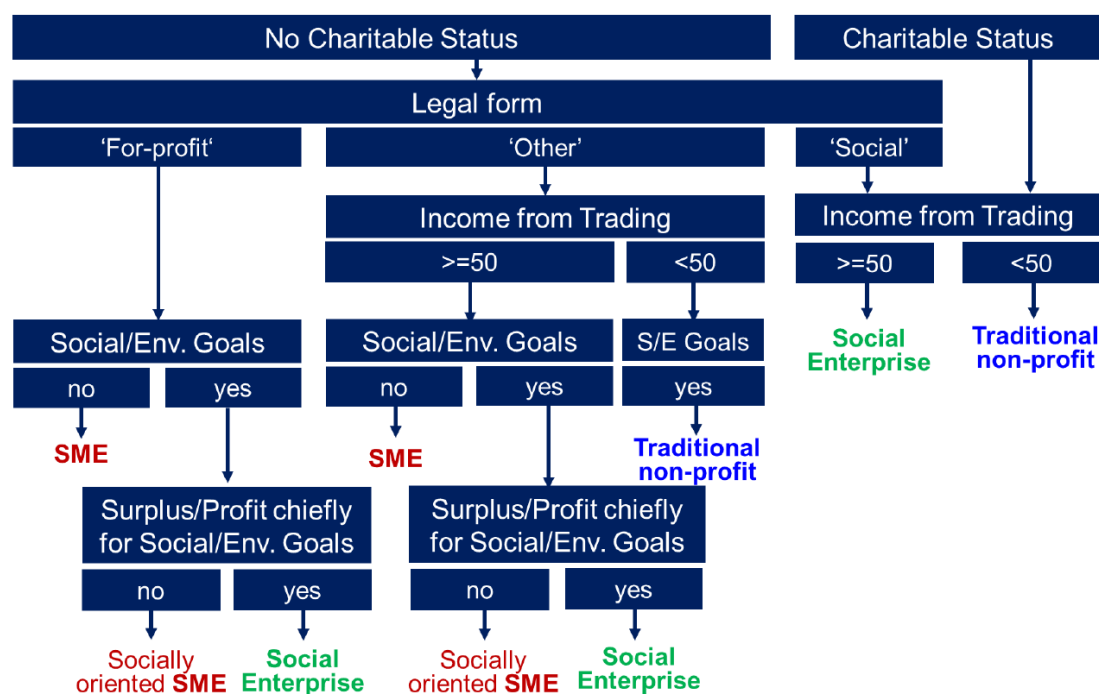 No Charitable Status
Charitable Status
Legal form
‘For-profit‘
‘Other’
‘Social’
Income from Trading
Income from Trading
>=50
<50
>=50
<50
Social/Env. Goals
Social/Env. Goals
S/E Goals
Social
Enterprise
Traditional
non-profit
no
yes
no
yes
yes
SME
SME
Traditional
non-profit
Surplus/Profit chiefly
for Social/Env. Goals
Surplus/Profit chiefly
for Social/Env. Goals
no
yes
no
yes
Socially
oriented SME
Social
Enterprise
Socially
oriented SME
Social
Enterprise